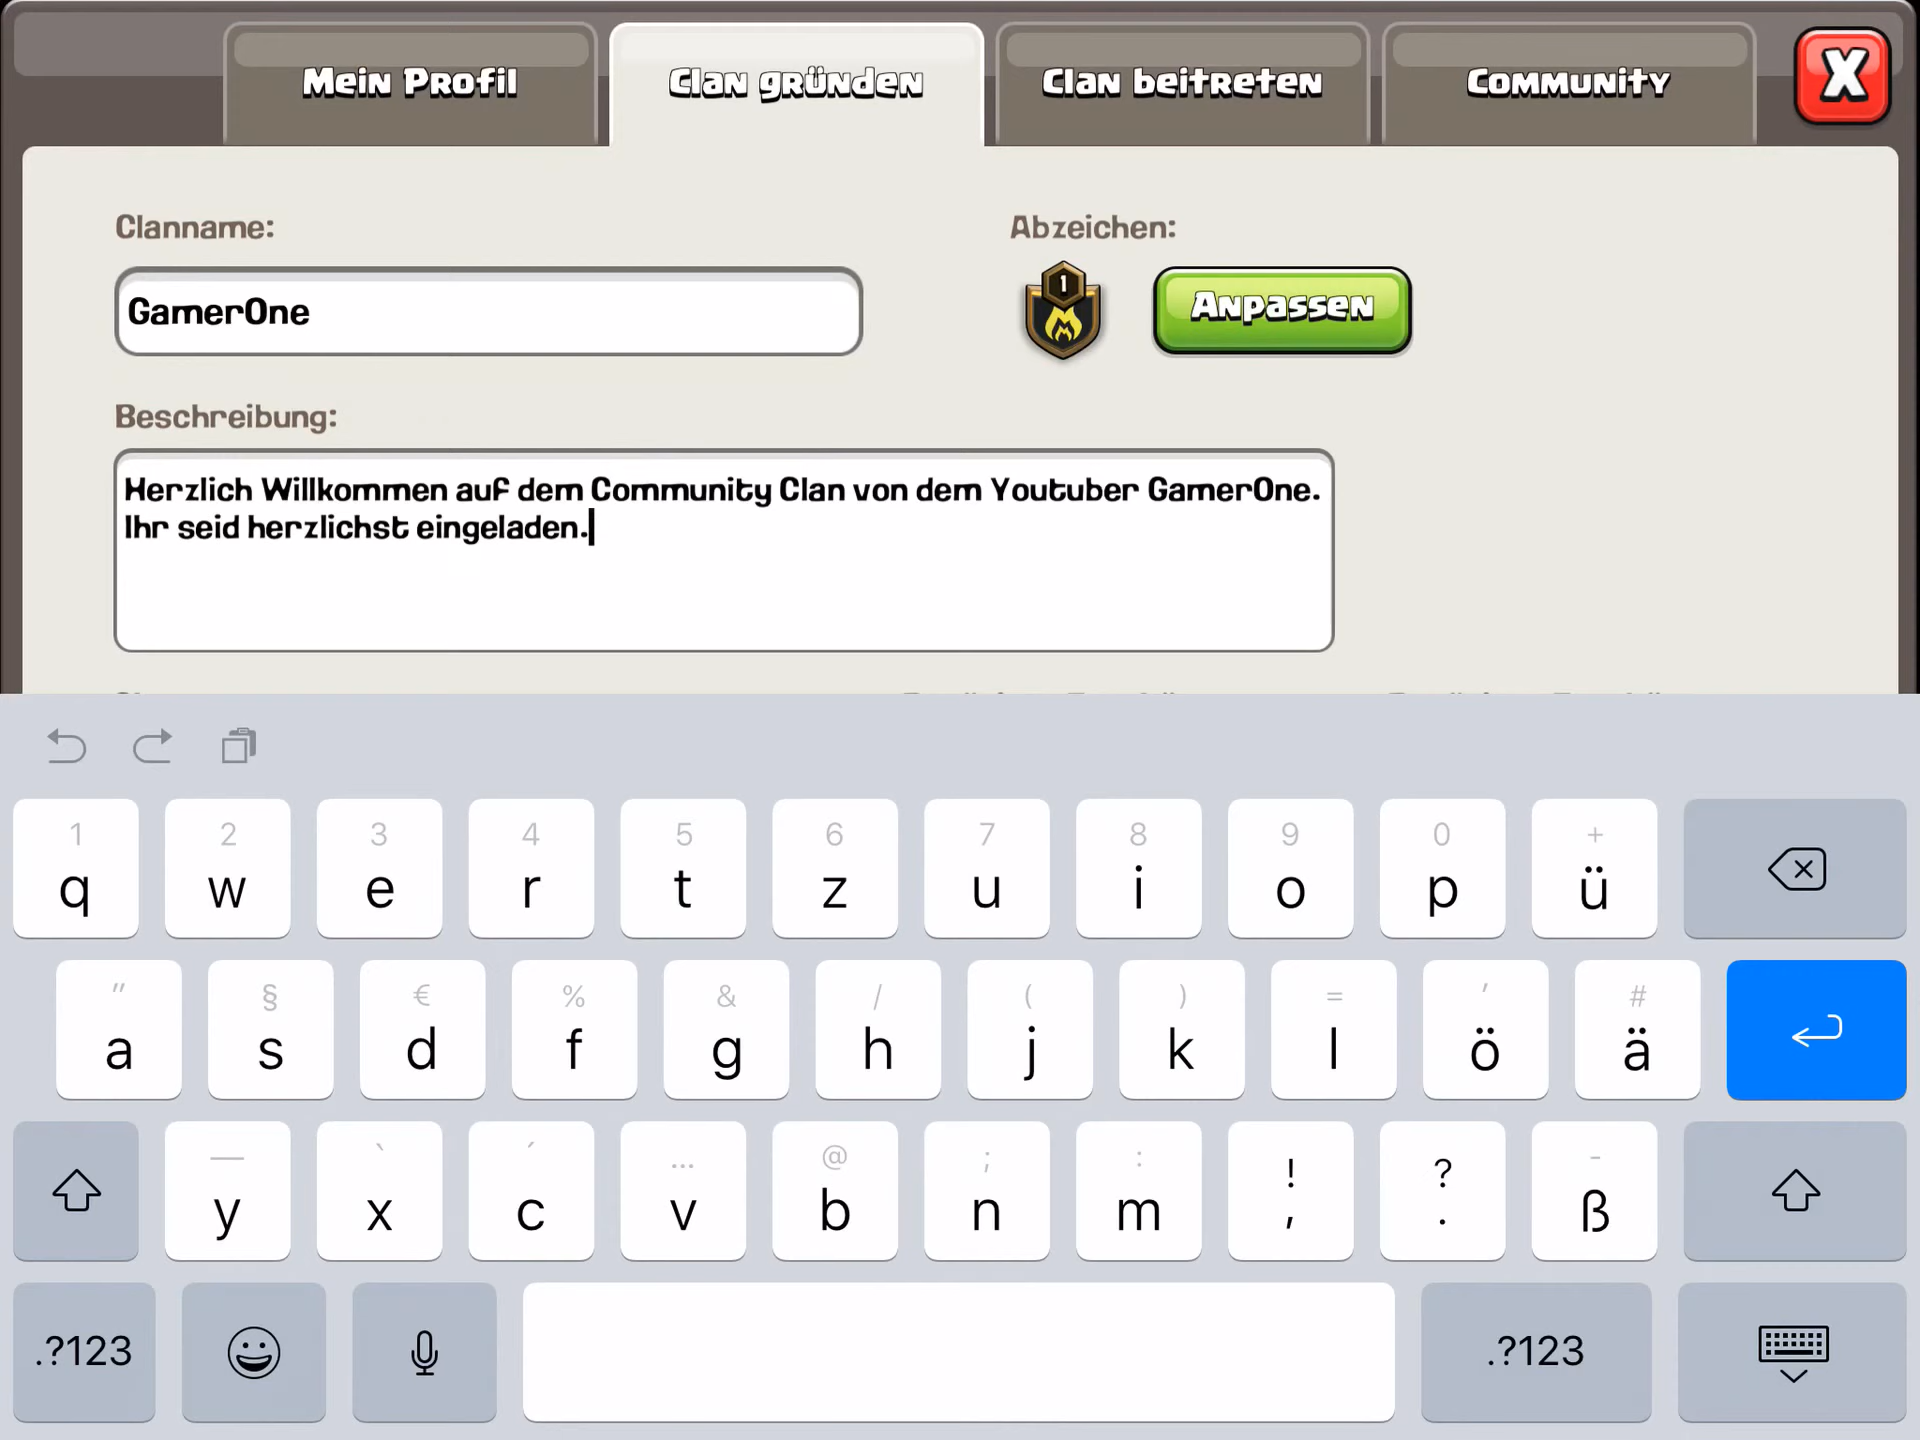 Mein Profil
Clan gründen
Clan beitreten
Community
X
Clanname:
Abzeichen:
GamerOne
1
Anpassen
Beschreibung:
Herzlich Willkommen auf dem Community Clan von dem Youtuber GamerOne.
Ihr seid herzlichst eingeladen.
1 2 3 4 5 6 7 8 9 0 +
q w e r t z u i o p ü
" § € % & / ( ) = ' #
a s d f g h j k l ö ä
— ` ´ ... @ ; : ! ? -
y x c v b n m , . ß
.?123 .?123